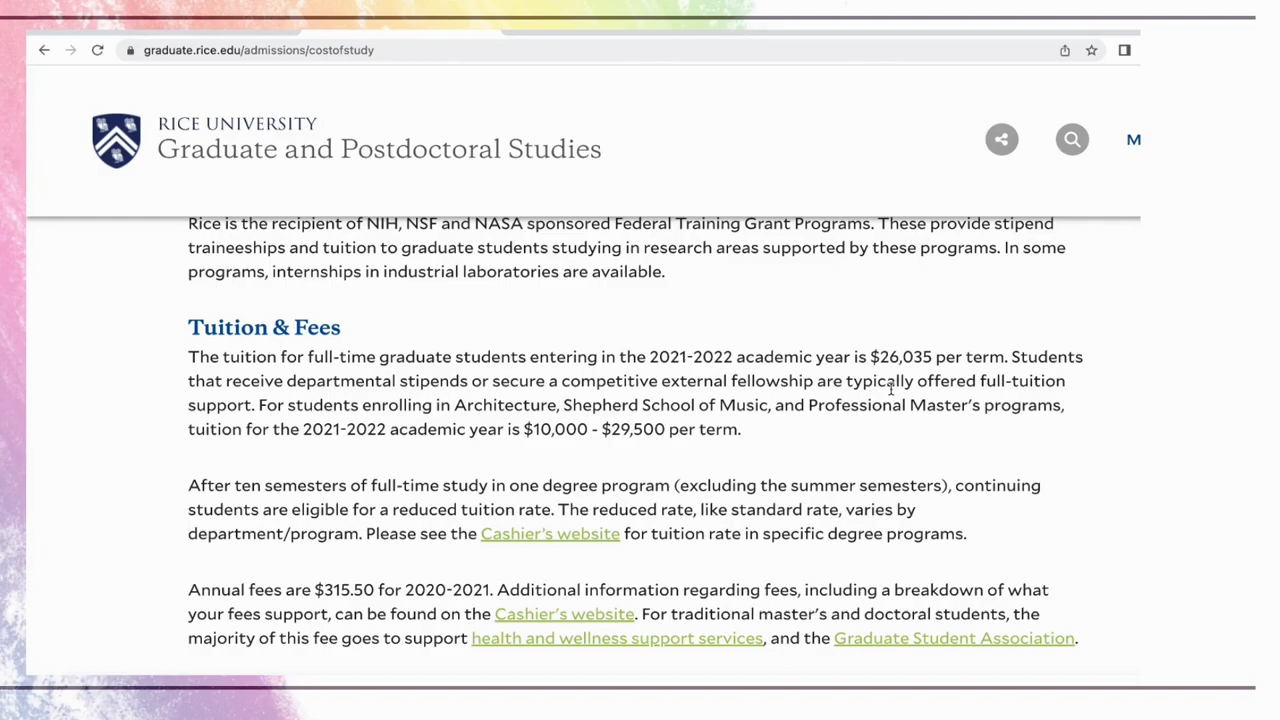 graduate.rice.edu/admissions/costofstudy
RICE UNIVERSITY
Graduate and Postdoctoral Studies
M
Rice is the recipient of NIH, NSF and NASA sponsored Federal Training Grant Programs. These provide stipend
traineeships and tuition to graduate students studying in research areas supported by these programs. In some
programs, internships in industrial laboratories are available.
Tuition & Fees
The tuition for full-time graduate students entering in the 2021-2022 academic year is $26,035 per term. Students
that receive departmental stipends or secure a competitive external fellowship are typically offered full-tuition
support. For students enrolling in Architecture, Shepherd School of Music, and Professional Master's programs,
tuition for the 2021-2022 academic year is $10,000 - $29,500 per term.
After ten semesters of full-time study in one degree program (excluding the summer semesters), continuing
students are eligible for a reduced tuition rate. The reduced rate, like standard rate, varies by
department/program. Please see the Cashier's website for tuition rate in specific degree programs.
Annual fees are $315.50 for 2020-2021. Additional information regarding fees, including a breakdown of what
your fees support, can be found on the Cashier's website. For traditional master's and doctoral students, the
majority of this fee goes to support health and wellness support services, and the Graduate Student Association.